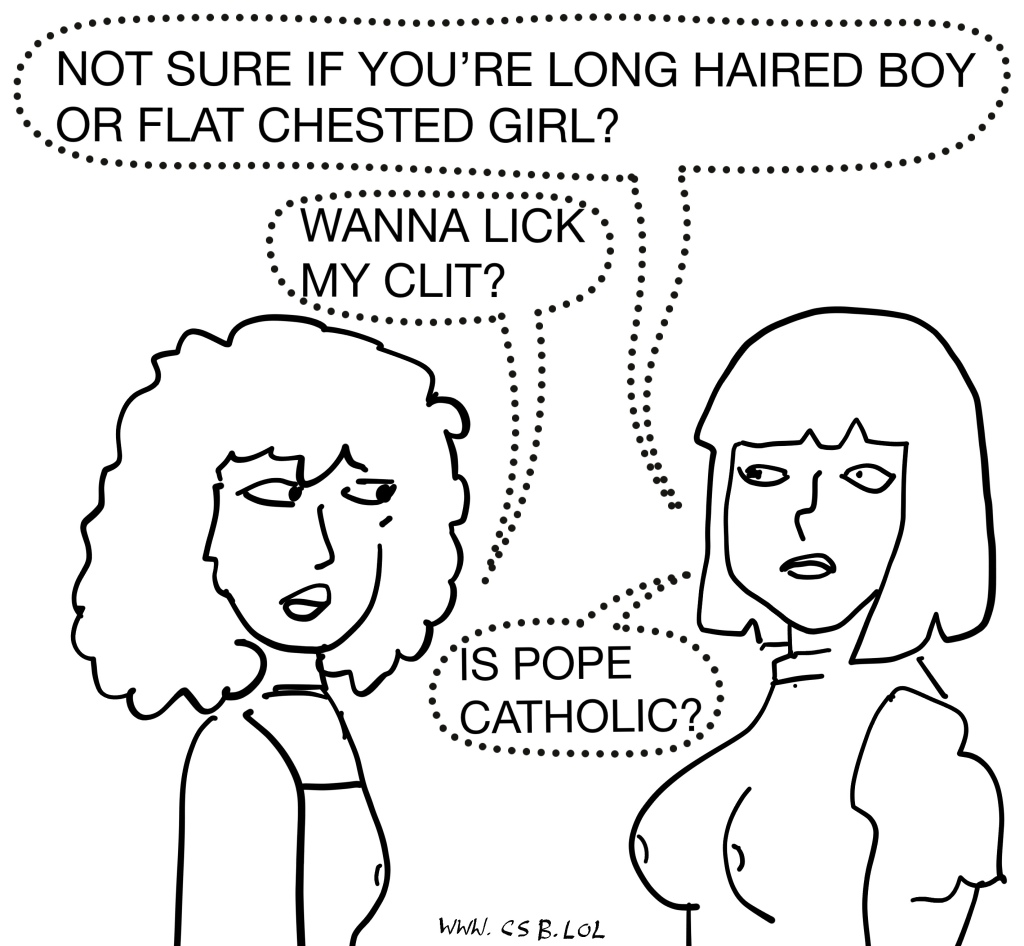 NOT SURE IF YOU'RE LONG HAIRED BOY
OR FLAT CHESTED GIRL?
WANNA LICK
MY CLIT?
IS POPE
CATHOLIC?
WWW.CSB.LOL